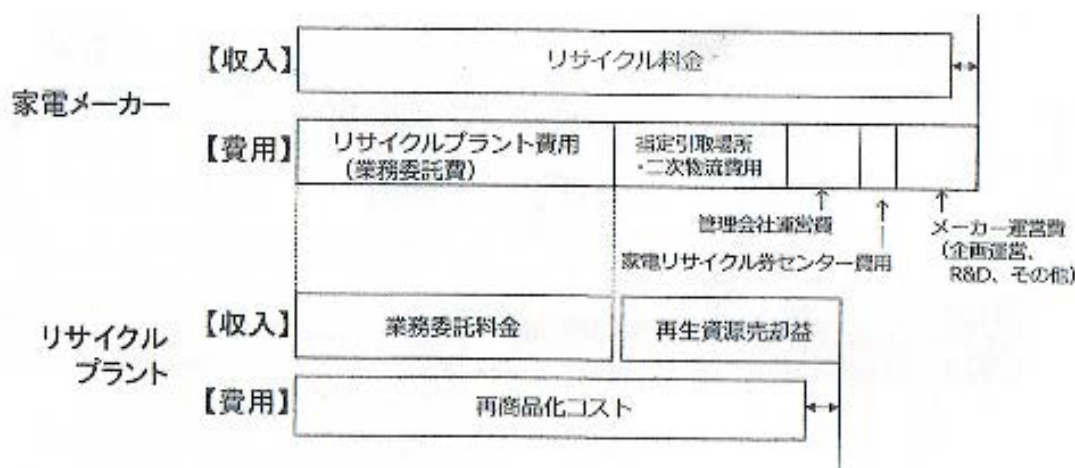 【収入】
リサイクル料金
家電メーカー
【費用】
リサイクルプラント費用
(業務委託費)
指定引取場所
・二次物流費用
管理会社運営費
家電リサイクル券センター費用
メーカー運営費
(企画運営、
R&D、その他)
リサイクル
プラント
【収入】
業務委託料金
再生資源売却益
【費用】
再商品化コスト